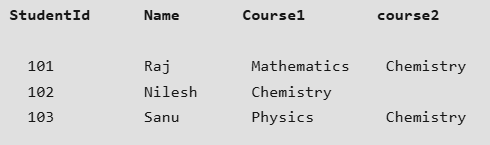 StudentId Name Course1 course2
101 Raj Mathematics Chemistry
102 Nilesh Chemistry
103 Sanu Physics Chemistry